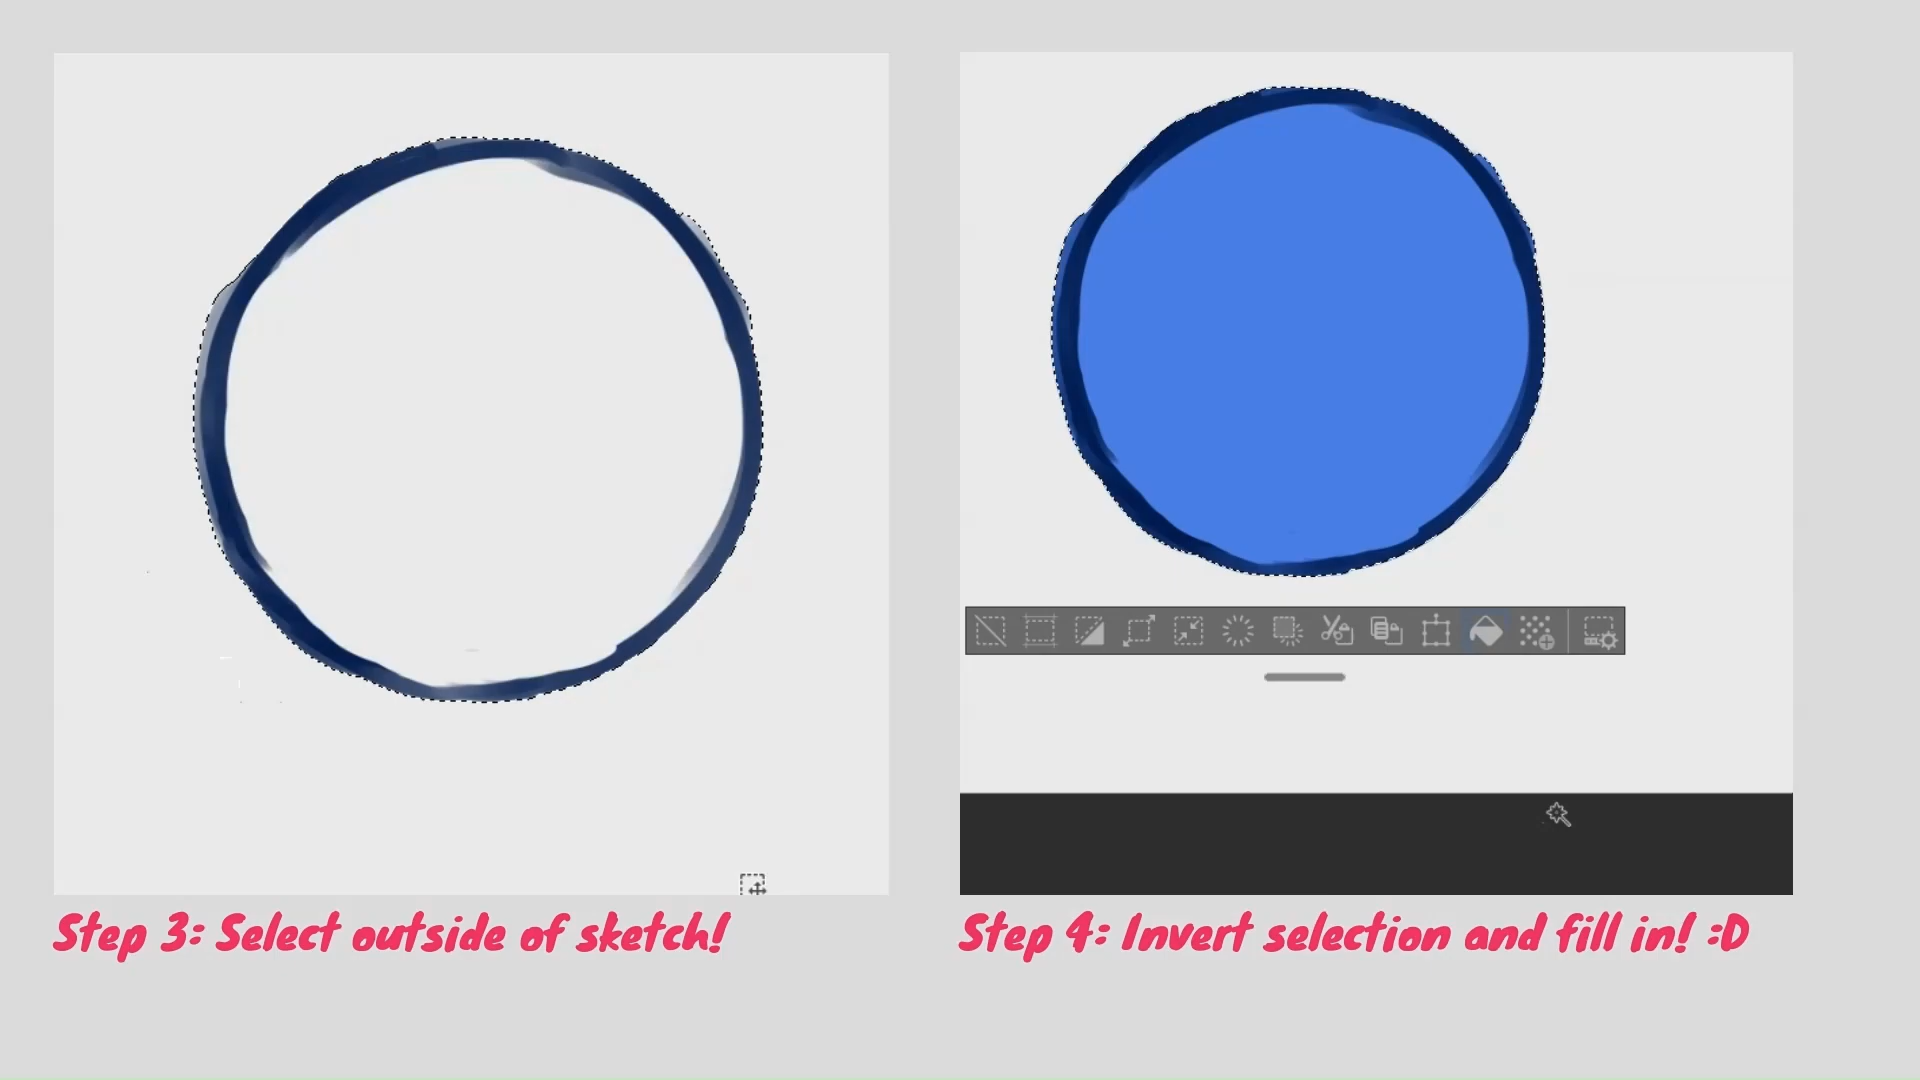 Step 3: Select outside of sketch!
Step 4: Invert selection and fill in! :D